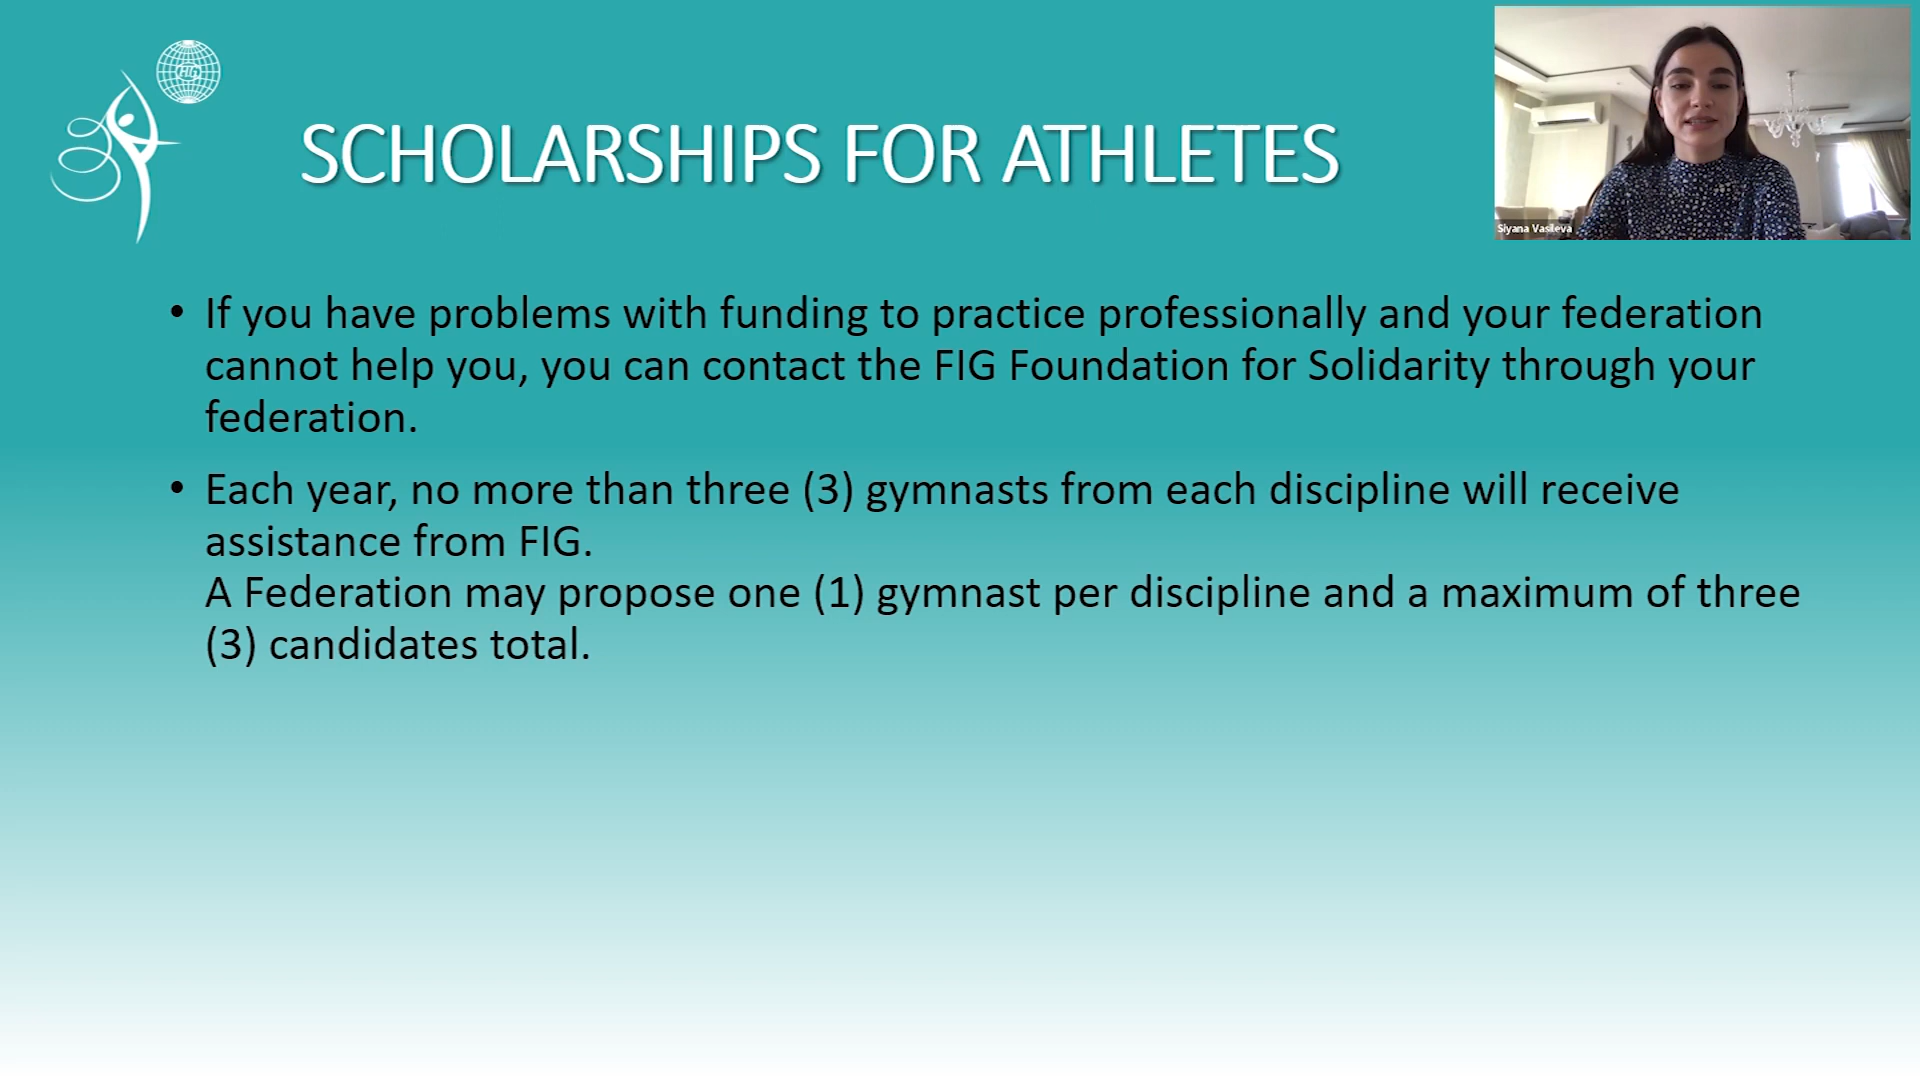 FIG
SCHOLARSHIPS FOR ATHLETES
Siyana Vasileva
• If you have problems with funding to practice professionally and your federation
cannot help you, you can contact the FIG Foundation for Solidarity through your
federation.
• Each year, no more than three (3) gymnasts from each discipline will receive
assistance from FIG.
A Federation may propose one (1) gymnast per discipline and a maximum of three
(3) candidates total.